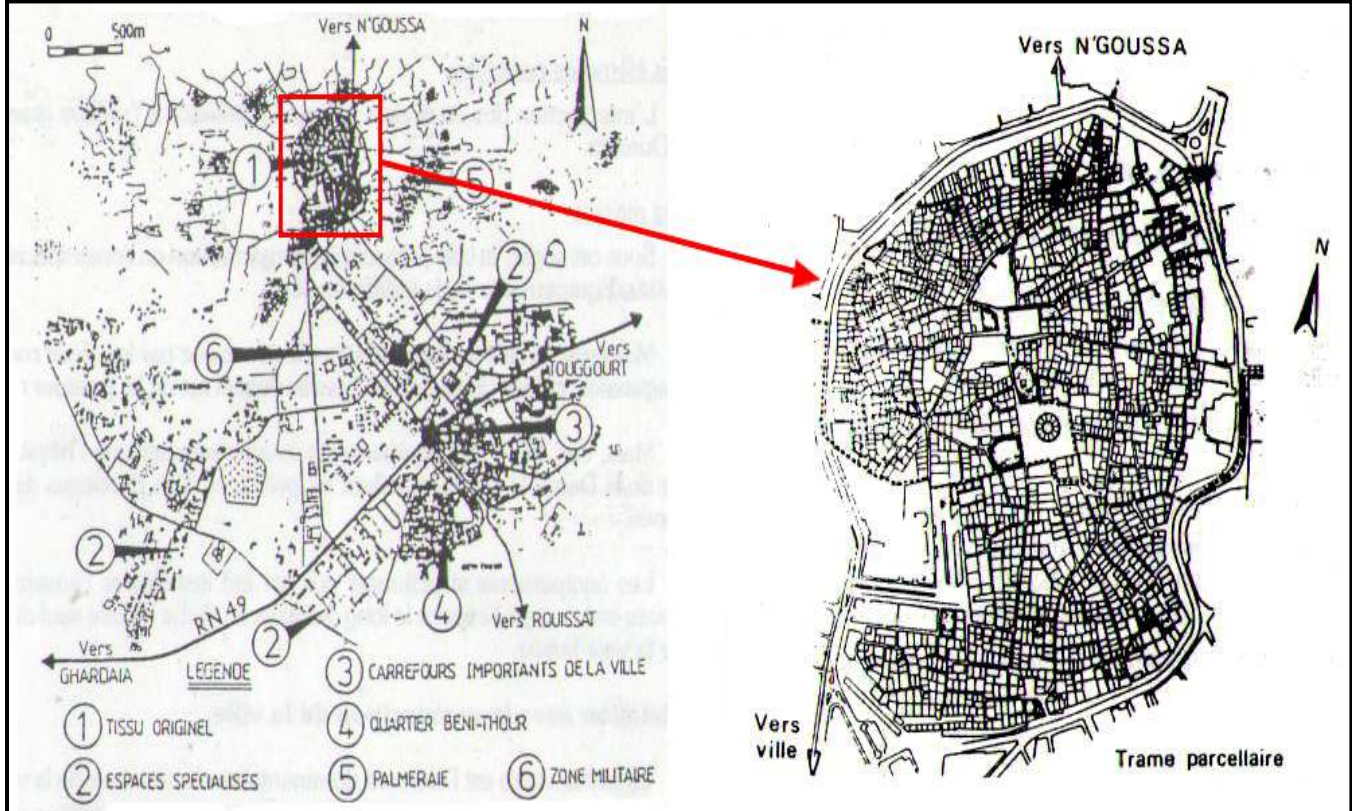 0 500m
Vers N'GOUSSA
N
1
5
2
6
Vers
TOUGGOURT
3
2
4
RN 49
2
Vers ROUISSAT
Vers
GHARDAIA
LEGENDE
3 CARREFOURS IMPORTANTS DE LA VILLE
1 TISSU ORIGINEL
4 QUARTIER BENI-THOUR
2 ESPACES SPECIALISES
5 PALMERAIE
6 ZONE MILITAIRE
Vers N'GOUSSA
N
Vers
ville
Trame parcellaire